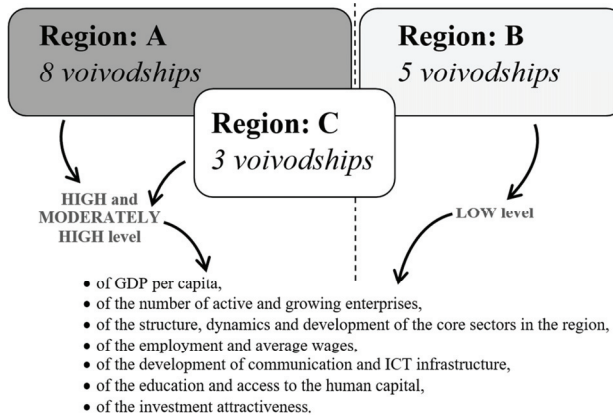 Region: A
8 voivodships
Region: B
5 voivodships
Region: C
3 voivodships
HIGH and
MODERATELY
HIGH level
LOW level
• of GDP per capita,
• of the number of active and growing enterprises,
• of the structure, dynamics and development of the core sectors in the region,
• of the employment and average wages,
• of the development of communication and ICT infrastructure,
• of the education and access to the human capital,
• of the investment attractiveness.